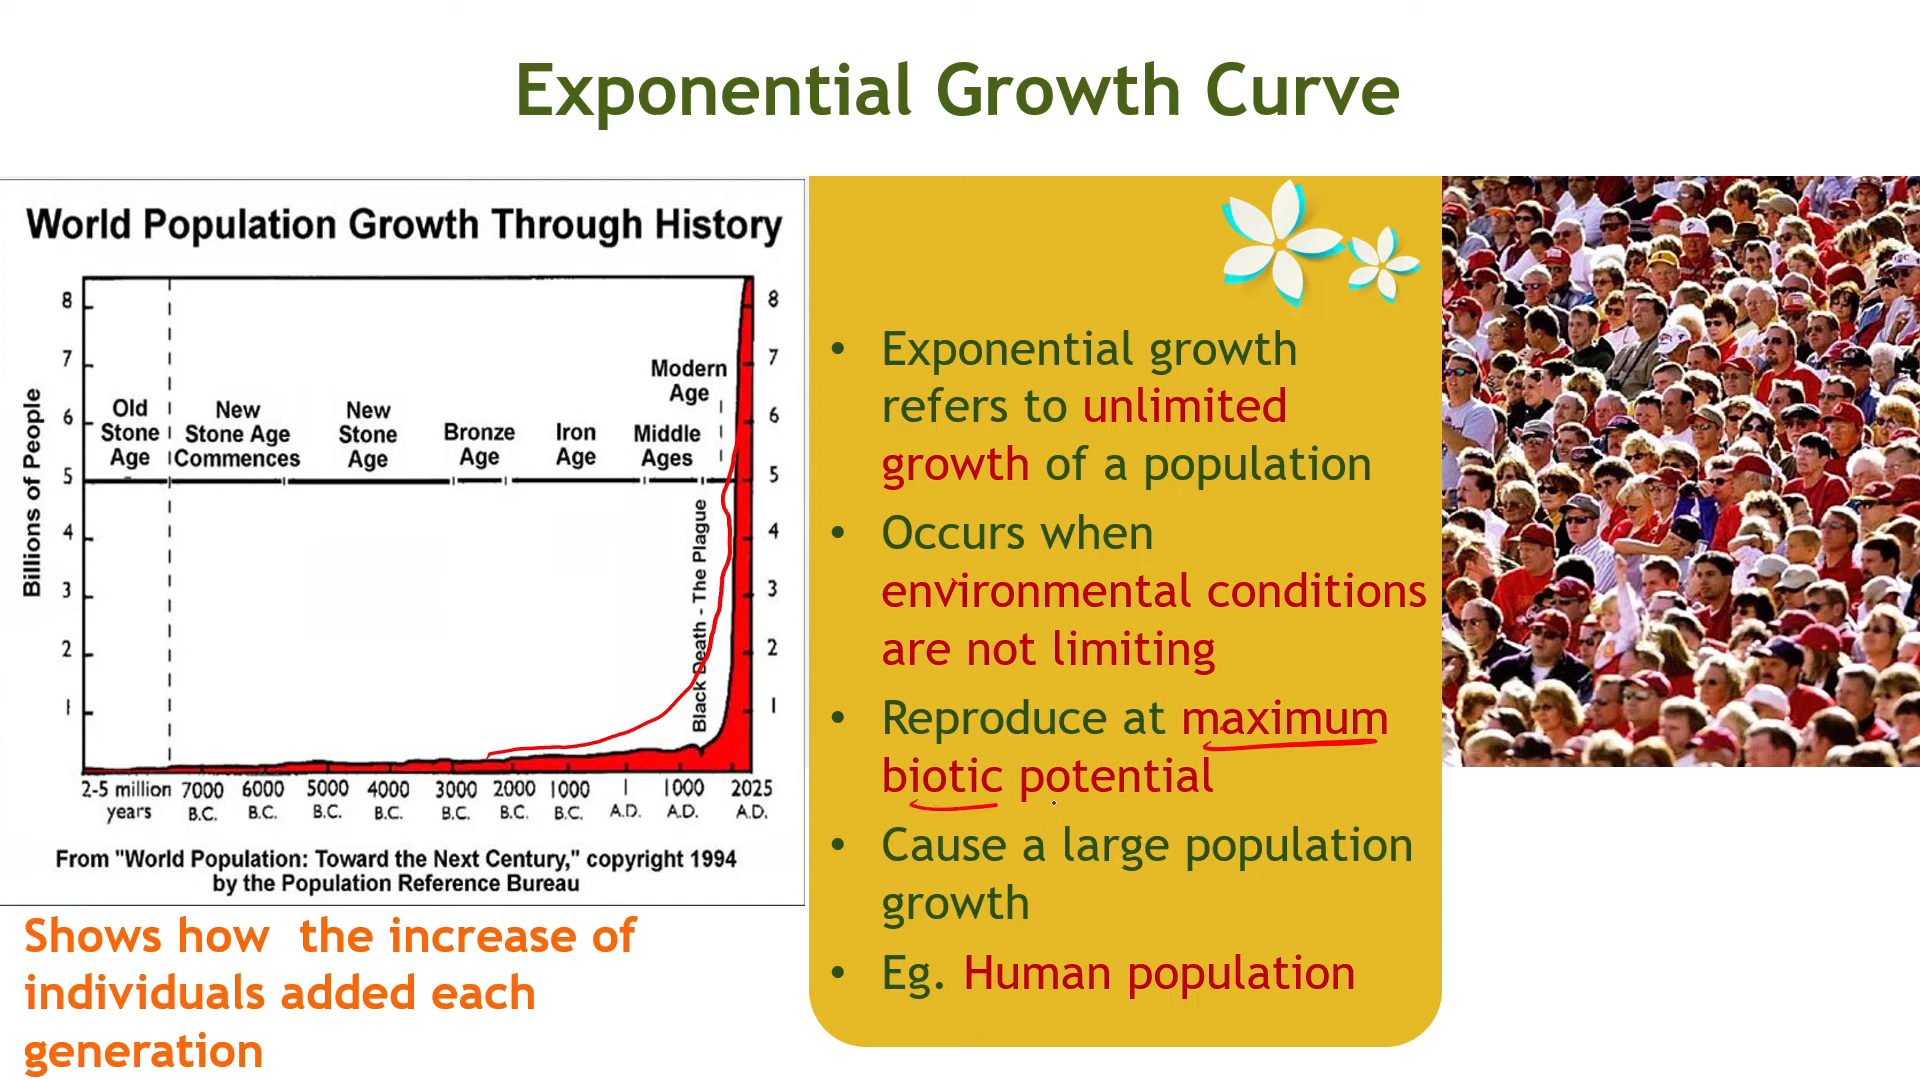 Exponential Growth Curve
World Population Growth Through History
8 8
7 7
Modern
Age
6 6
Old
Stone
Age
New
Stone Age
Commences
New
Stone
Age
Bronze
Age
Iron
Age
Middle
Ages
5 5
4 4
3 3
2 2
1 1
Billions of People
Black Death - The Plague
2-5 million
years
7000
B.C.
6000
B.C.
5000
B.C.
4000
B.C.
3000
B.C.
2000
B.C.
1000
B.C.
1
A.D.
1000
A.D.
2025
A.D.
From "World Population: Toward the Next Century," copyright 1994
by the Population Reference Bureau
Shows how the increase of
individuals added each
generation
• Exponential growth
refers to unlimited
growth of a population
• Occurs when
environmental conditions
are not limiting
• Reproduce at maximum
biotic potential
• Cause a large population
growth
• Eg. Human population